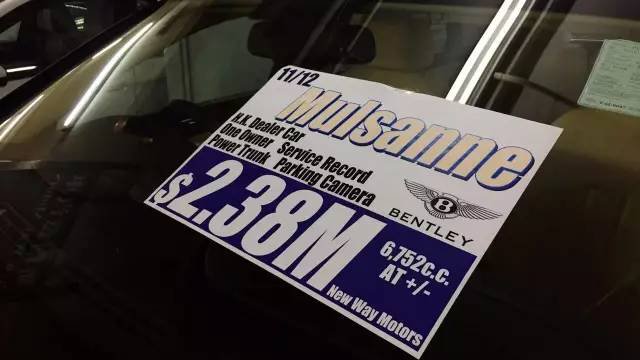 11/12
Mulsanne
H.K. Dealer Car
One Owner Service Record
Power Trunk Parking Camera
B
BENTLEY
$2.38M
6,752c.c.
AT +/-
New Way Motors